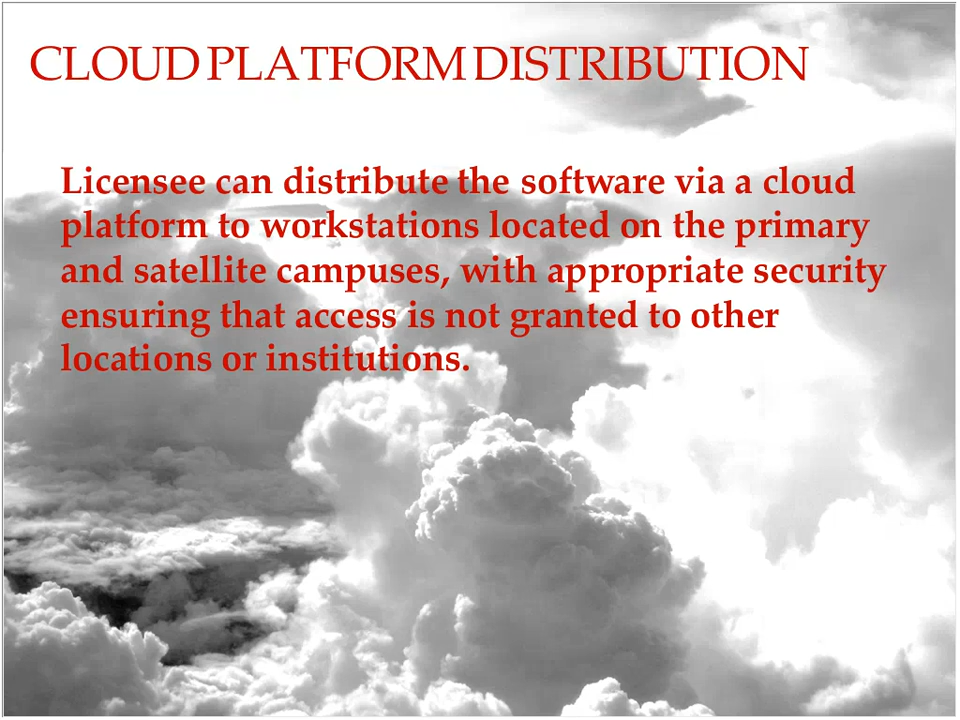 CLOUD PLATFORM DISTRIBUTION
Licensee can distribute the software via a cloud
platform to workstations located on the primary
and satellite campuses, with appropriate security
ensuring that access is not granted to other
locations or institutions.